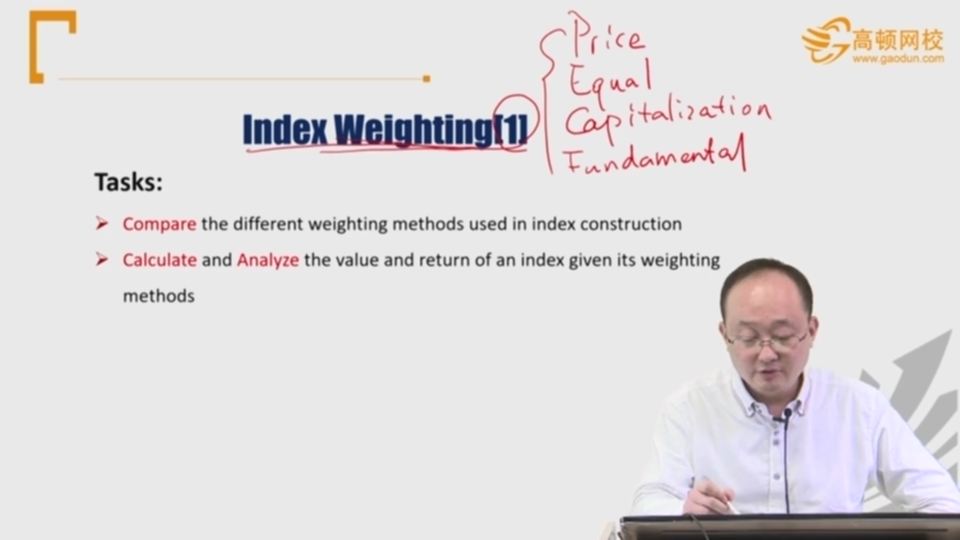 Price
Equal
Capitalization
Fundamental
高顿网校
www.gaodun.com
Index Weighting[1]
Tasks:
➢ Compare the different weighting methods used in index construction
➢ Calculate and Analyze the value and return of an index given its weighting
methods